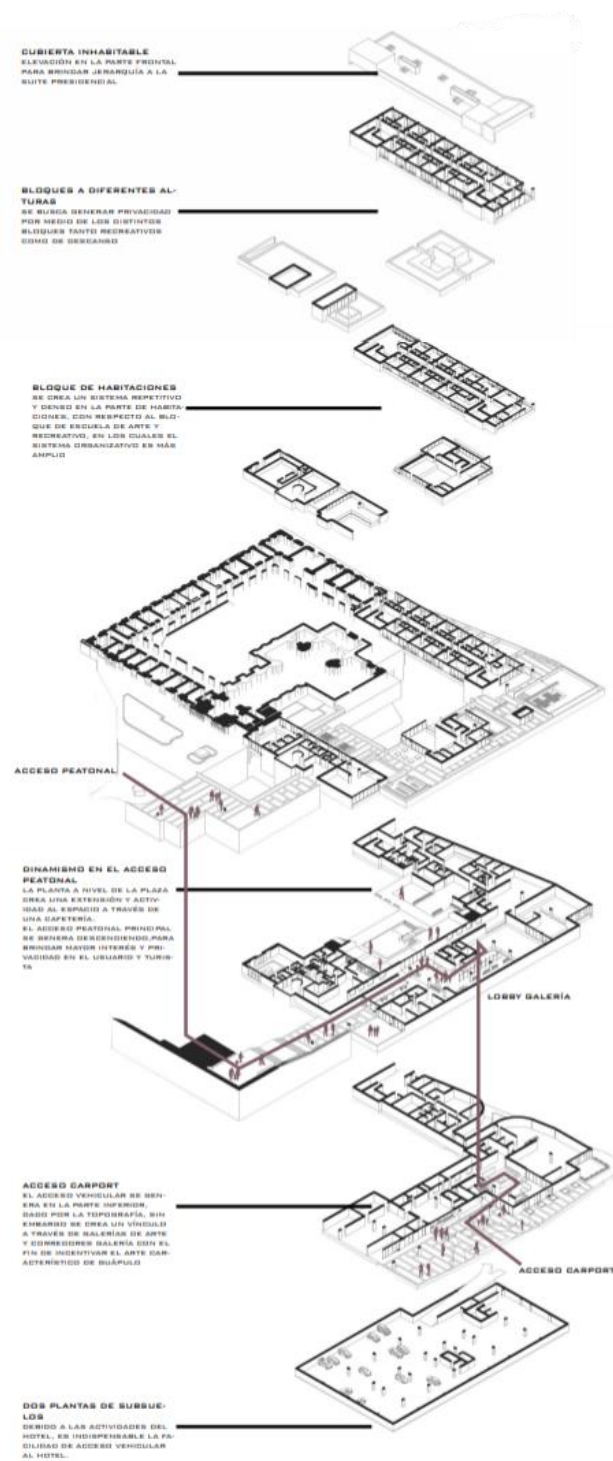 CUBIERTA INHABITABLE
ELEVACIÓN EN LA PARTE FRONTAL
PARA BRINDAR JERARQUÍA A LA
SUITE PRESIDENCIAL
BLOQUES A DIFERENTES AL-
TURAS
SE BUSCA GENERAR PRIVACIDAD
POR MEDIO DE LOS DISTINTOS
BLOQUES TANTO RECREATIVOS
COMO DE DESCANSO
BLOQUE DE HABITACIONES
SE CREA UN SISTEMA REPETITIVO
Y DENSO EN LA PARTE DE HABITA-
CIONES, CON RESPECTO AL BLO-
QUE DE ESCUELA DE ARTE Y
RECREATIVO, EN LOS CUALES EL
SISTEMA ORGANIZATIVO ES MÁS
AMPLIO
ACCESO PEATONAL
DINAMISMO EN EL ACCESO
PEATONAL
LA PLANTA A NIVEL DE LA PLAZA
CREA UNA EXTENSIÓN Y ACTIV-
IDAD AL ESPACIO A TRAVÉS DE
UNA CAFETERÍA.
EL ACCESO PEATONAL PRINCIPAL
SE GENERA DESCENDIENDO,PARA
BRINDAR MAYOR INTERÉS Y PRI-
VACIDAD EN EL USUARIO Y TURIS-
TA
LOBBY GALERÍA
ACCESO CARPORT
EL ACCESO VEHICULAR SE GEN-
ERA EN LA PARTE INFERIOR,
DADO POR LA TOPOGRAFÍA, SIN
EMBARGO SE CREA UN VÍNCULO
A TRAVÉS DE GALERÍAS DE ARTE
Y CORREDORES GALERÍA CON EL
FIN DE INCENTIVAR EL ARTE CAR-
ACTERÍSTICO DE GUÁPULO
ACCESO CARPORT
DOS PLANTAS DE SUBSUE-
LOS
DEBIDO A LAS ACTIVIDADES DEL
HOTEL, ES INDISPENSABLE LA FA-
CILIDAD DE ACCESO VEHICULAR
AL HOTEL.